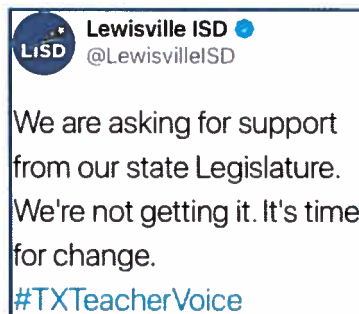 LISD
Lewisville ISD
@LewisvilleISD
We are asking for support
from our state Legislature.
We're not getting it. It's time
for change.
#TXTeacherVoice